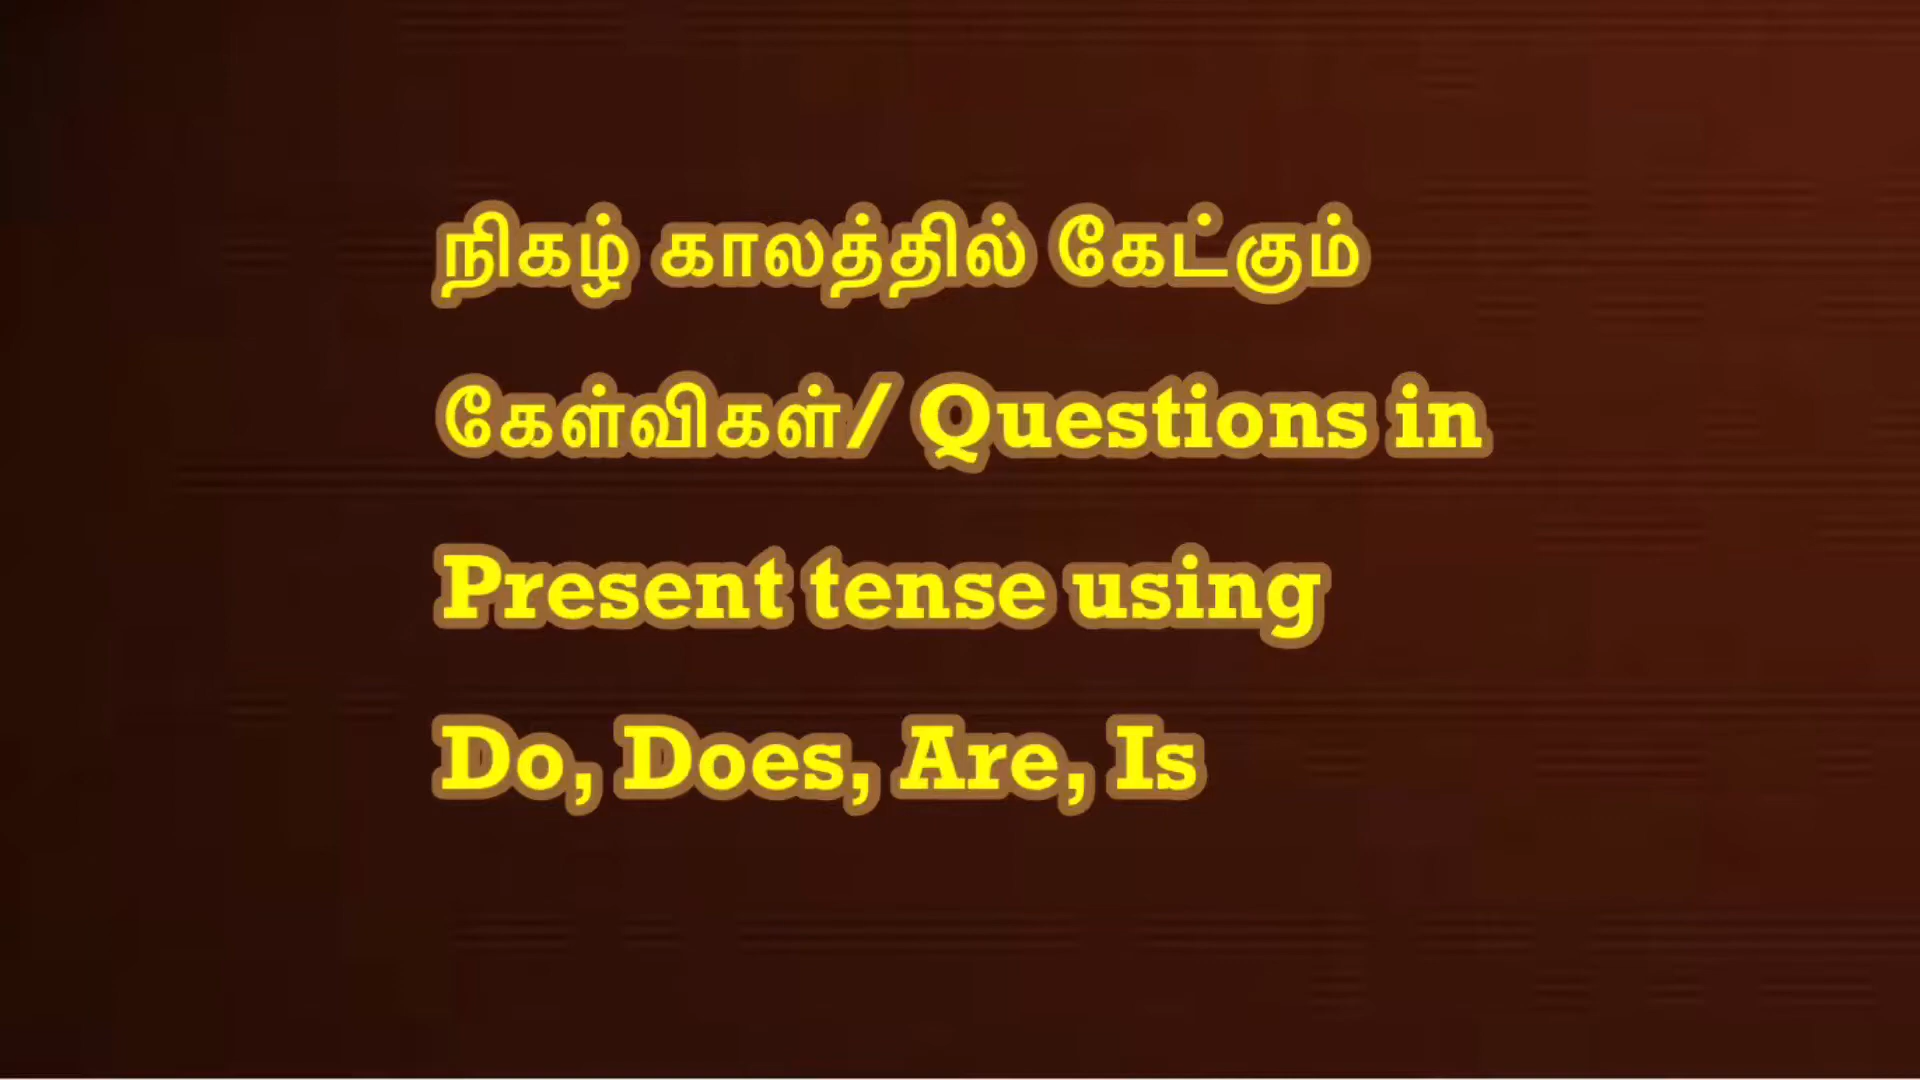 நிகழ் காலத்தில் கேட்கும்
கேள்விகள்/ Questions in
Present tense using
Do, Does, Are, Is